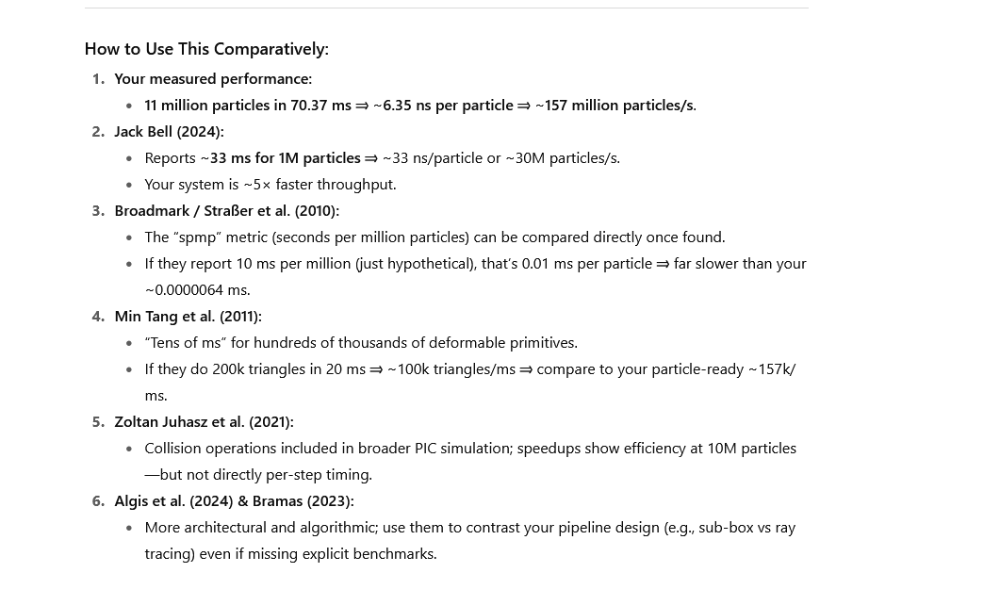 How to Use This Comparatively:
1. Your measured performance:
• 11 million particles in 70.37 ms ⇒ ~6.35 ns per particle ⇒ ~157 million particles/s.
2. Jack Bell (2024):
• Reports ~33 ms for 1M particles ⇒ ~33 ns/particle or ~30M particles/s.
• Your system is ~5× faster throughput.
3. Broadmark / Straßer et al. (2010):
• The “spmp” metric (seconds per million particles) can be compared directly once found.
• If they report 10 ms per million (just hypothetical), that’s 0.01 ms per particle ⇒ far slower than your
~0.0000064 ms.
4. Min Tang et al. (2011):
• “Tens of ms” for hundreds of thousands of deformable primitives.
• If they do 200k triangles in 20 ms ⇒ ~100k triangles/ms ⇒ compare to your particle-ready ~157k/
ms.
5. Zoltan Juhasz et al. (2021):
• Collision operations included in broader PIC simulation; speedups show efficiency at 10M particles
—but not directly per-step timing.
6. Algis et al. (2024) & Bramas (2023):
• More architectural and algorithmic; use them to contrast your pipeline design (e.g., sub-box vs ray
tracing) even if missing explicit benchmarks.